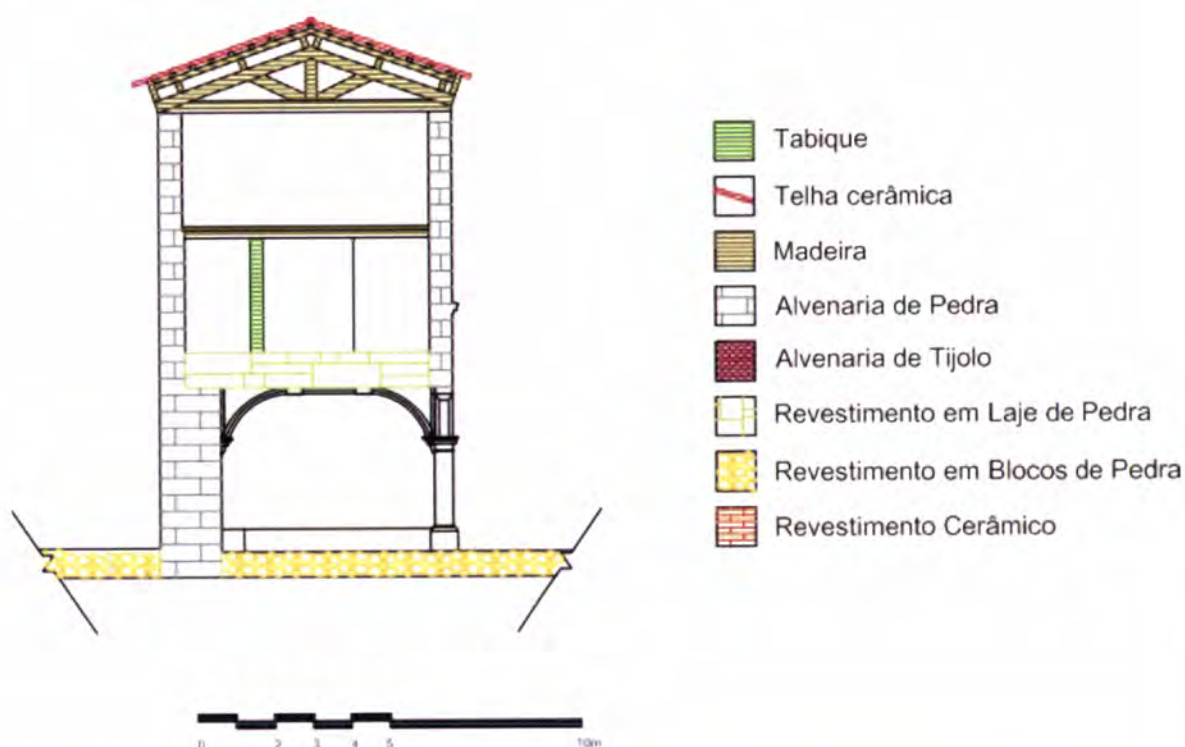 Tabique
Telha cerâmica
Madeira
Alvenaria de Pedra
Alvenaria de Tijolo
Revestimento em Laje de Pedra
Revestimento em Blocos de Pedra
Revestimento Cerâmico
0 2 3 4 5 10m